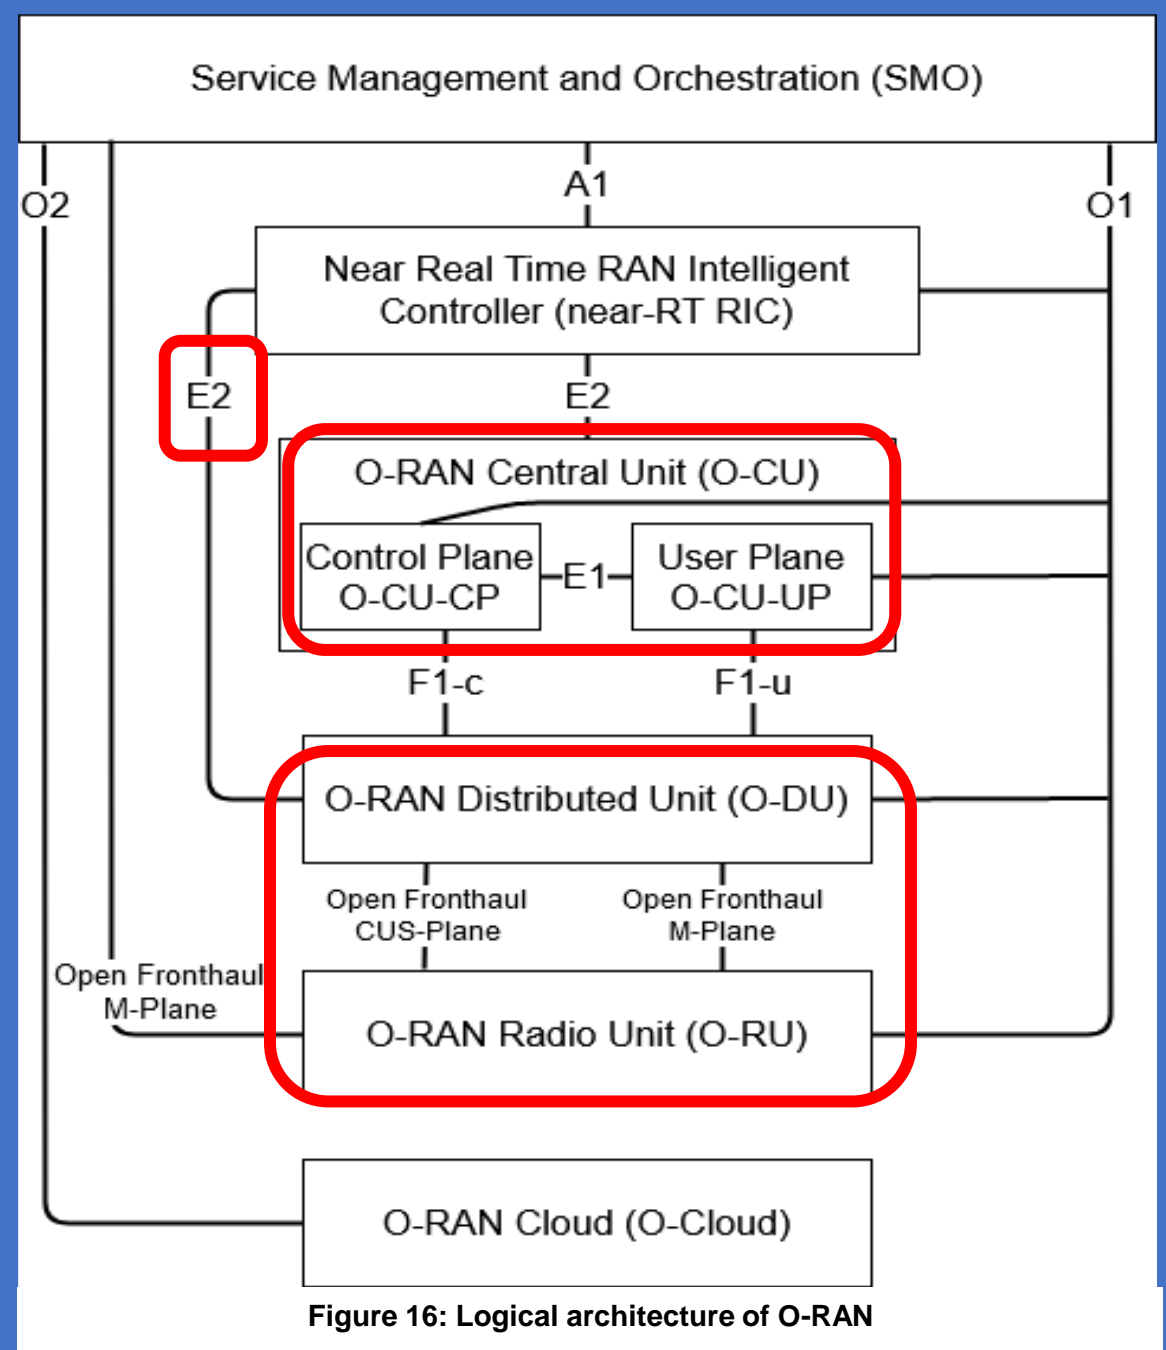 Service Management and Orchestration (SMO)
A1
O2
O1
Near Real Time RAN Intelligent
Controller (near-RT RIC)
E2
E2
O-RAN Central Unit (O-CU)
Control Plane
O-CU-CP
E1
User Plane
O-CU-UP
F1-c
F1-u
O-RAN Distributed Unit (O-DU)
Open Fronthaul
CUS-Plane
Open Fronthaul
M-Plane
Open Fronthaul
M-Plane
O-RAN Radio Unit (O-RU)
O-RAN Cloud (O-Cloud)
Figure 16: Logical architecture of O-RAN